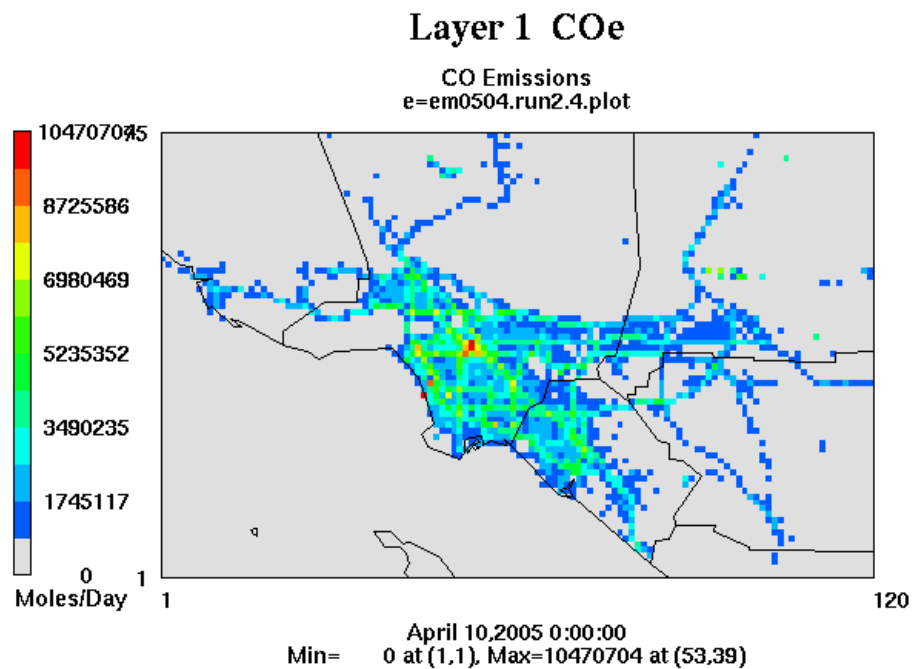 Layer 1 COe
CO Emissions
e=em0504.run2.4.plot
10470704
75
8725586
6980469
5235352
3490235
1745117
0
1
Moles/Day
1
120
April 10,2005 0:00:00
Min= 0 at (1,1), Max=10470704 at (53,39)